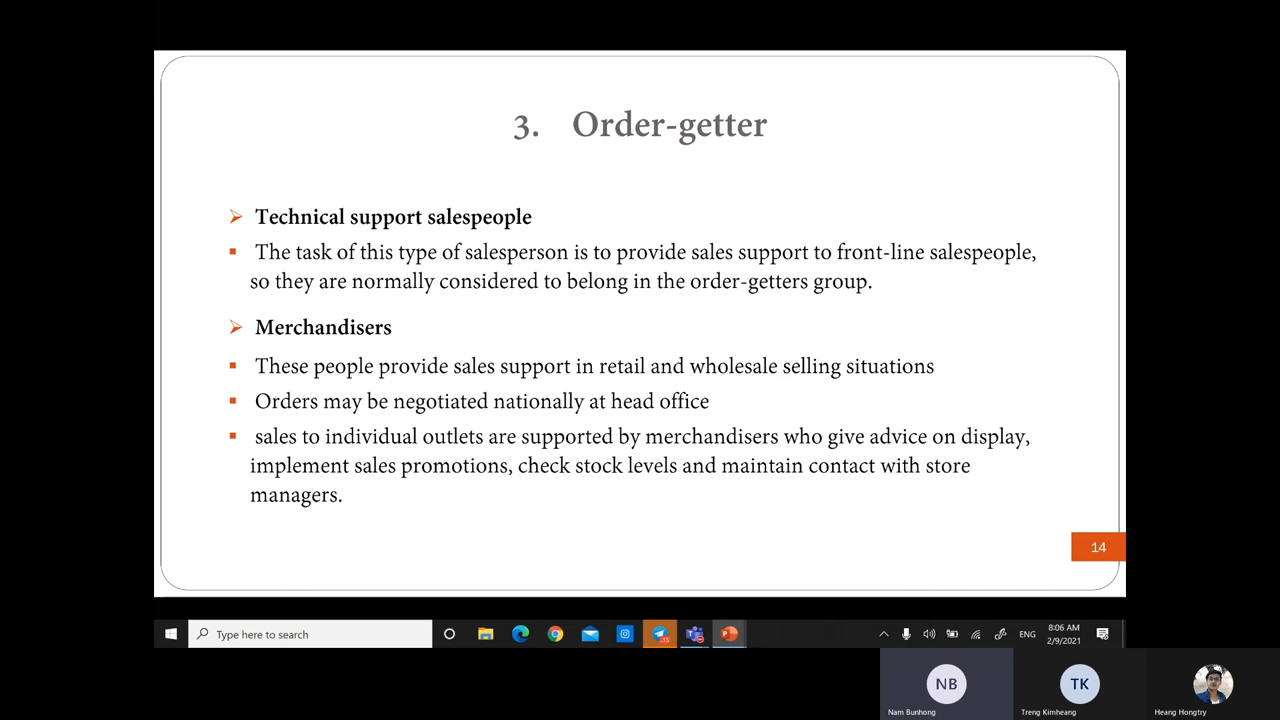 3. Order-getter
Technical support salespeople
The task of this type of salesperson is to provide sales support to front-line salespeople,
so they are normally considered to belong in the order-getters group.
Merchandisers
These people provide sales support in retail and wholesale selling situations
Orders may be negotiated nationally at head office
sales to individual outlets are supported by merchandisers who give advice on display,
implement sales promotions, check stock levels and maintain contact with store
managers.
14
Type here to search
ENG
8:06 AM
2/9/2021
NB
TK
Nam Bunhong
Treng Kimheang
Heang Hongtry